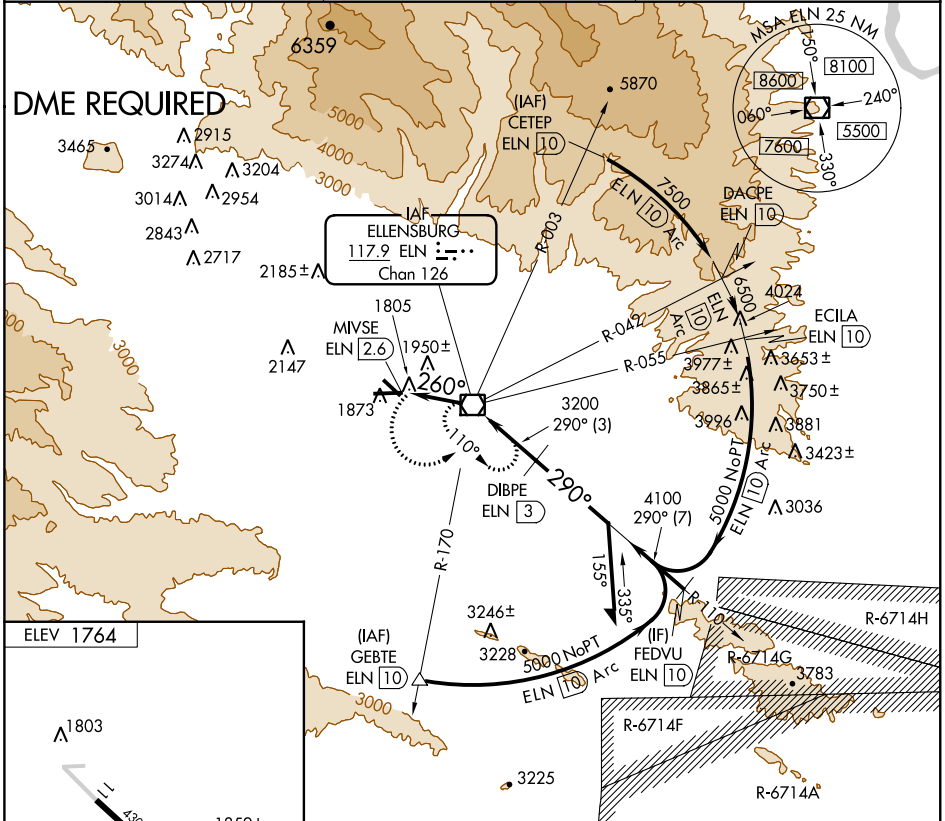 MSA ELN 25 NM
150°
8600
8100
060°
240°
7600
5500
330°
6359
5000
4000
3000
DME REQUIRED
3465
2915
3274
3204
3014
2954
2843
2717
2185±
5870
(IAF)
CETEP
ELN 10
7500
ELN 10 Arc
DACPE
ELN 10
6500
ELN 10 Arc
4024
ECILA
ELN 10
IAF
ELLENSBURG
117.9 ELN
Chan 126
R-003
R-042
R-055
3000
3000
2147
1805
MIVSE
ELN 2.6
1950±
1873
260°
110°
3977±
3653±
3865±
3750±
3996
3881
3423±
3036
3200
290° (3)
290°
DIBPE
ELN 3
4100
290° (7)
5000 NoPT
ELN 10 Arc
155°
335°
R-170
R-110
3246±
3228
(IAF)
GEBTE
ELN 10
5000 NoPT
ELN 10 Arc
(IF)
FEDVU
ELN 10
R-6714H
R-6714G
3783
R-6714F
R-6714A
3000
3225
ELEV 1764
1803
11